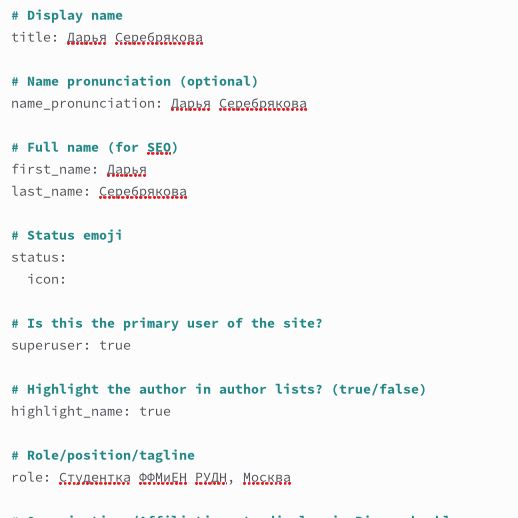 # Display name
title: Дарья Серебрякова
# Name pronunciation (optional)
name_pronunciation: Дарья Серебрякова
# Full name (for SEO)
first_name: Дарья
last_name: Серебрякова
# Status emoji
status:
icon:
# Is this the primary user of the site?
superuser: true
# Highlight the author in author lists? (true/false)
highlight_name: true
# Role/position/tagline
role: Студентка ФФМиЕН РУДН, Москва